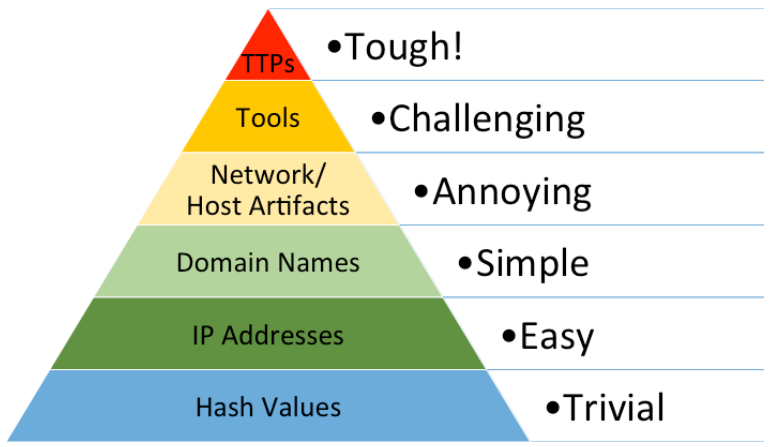 TTPs
•Tough!
Tools
•Challenging
Network/
Host Artifacts
•Annoying
Domain Names
•Simple
IP Addresses
•Easy
Hash Values
•Trivial